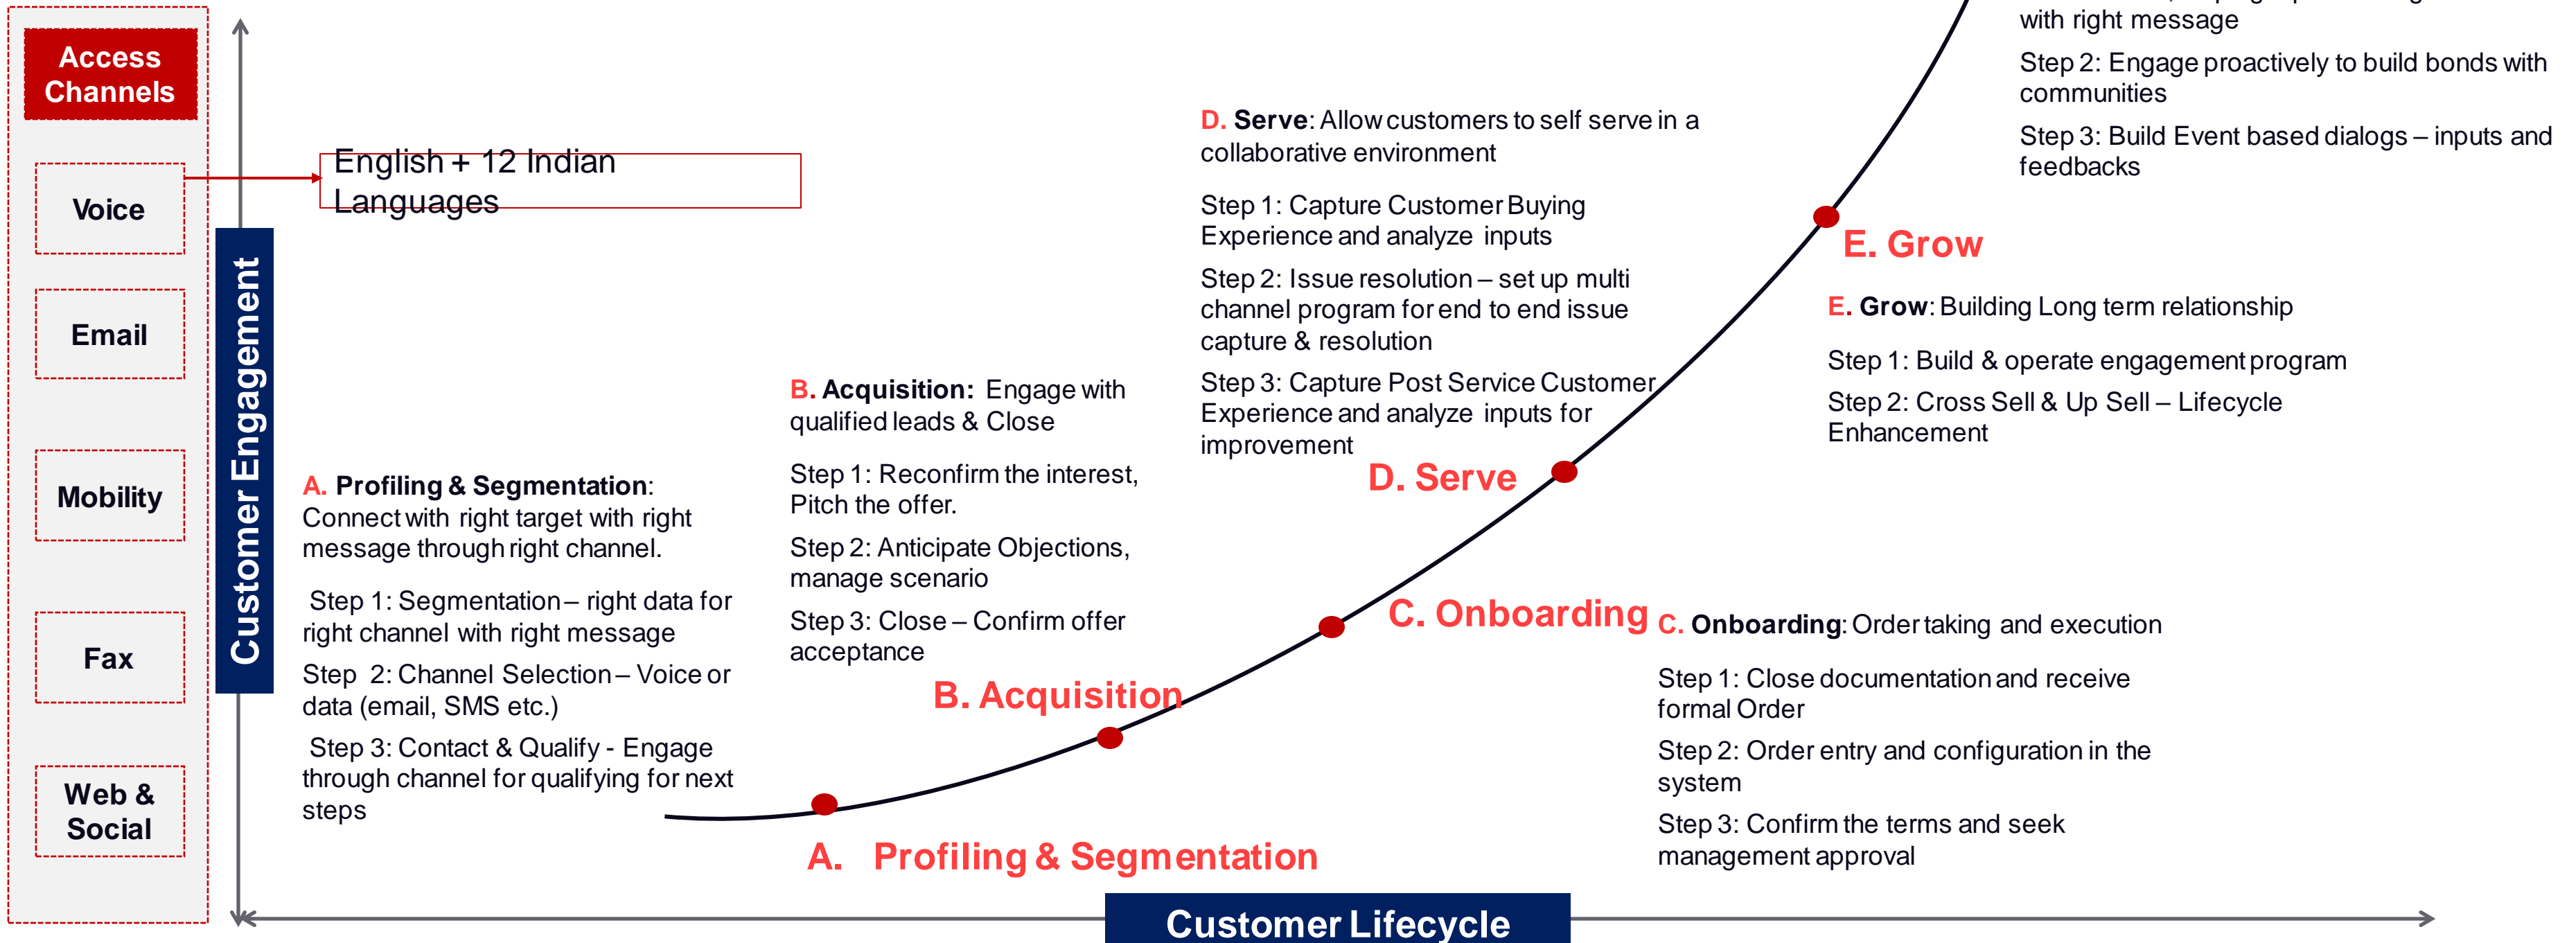 Access
Channels
Voice
Email
Mobility
Fax
Web &
Social
Customer Engagement
English + 12 Indian
Languages
A. Profiling & Segmentation:
Connect with right target with right
message through right channel.
Step 1: Segmentation – right data for
right channel with right message
Step 2: Channel Selection – Voice or
data (email, SMS etc.)
Step 3: Contact & Qualify - Engage
through channel for qualifying for next
steps
B. Acquisition: Engage with
qualified leads & Close
Step 1: Reconfirm the interest,
Pitch the offer.
Step 2: Anticipate Objections,
manage scenario
Step 3: Close – Confirm offer
acceptance
D. Serve: Allow customers to self serve in a
collaborative environment
Step 1: Capture Customer Buying
Experience and analyze inputs
Step 2: Issue resolution – set up multi
channel program for end to end issue
capture & resolution
Step 3: Capture Post Service Customer
Experience and analyze inputs for
improvement
with right message
Step 2: Engage proactively to build bonds with
communities
Step 3: Build Event based dialogs – inputs and
feedbacks
E. Grow
E. Grow: Building Long term relationship
Step 1: Build & operate engagement program
Step 2: Cross Sell & Up Sell – Lifecycle
Enhancement
D. Serve
C. Onboarding
C. Onboarding: Order taking and execution
Step 1: Close documentation and receive
formal Order
Step 2: Order entry and configuration in the
system
Step 3: Confirm the terms and seek
management approval
B. Acquisition
A. Profiling & Segmentation
Customer Lifecycle